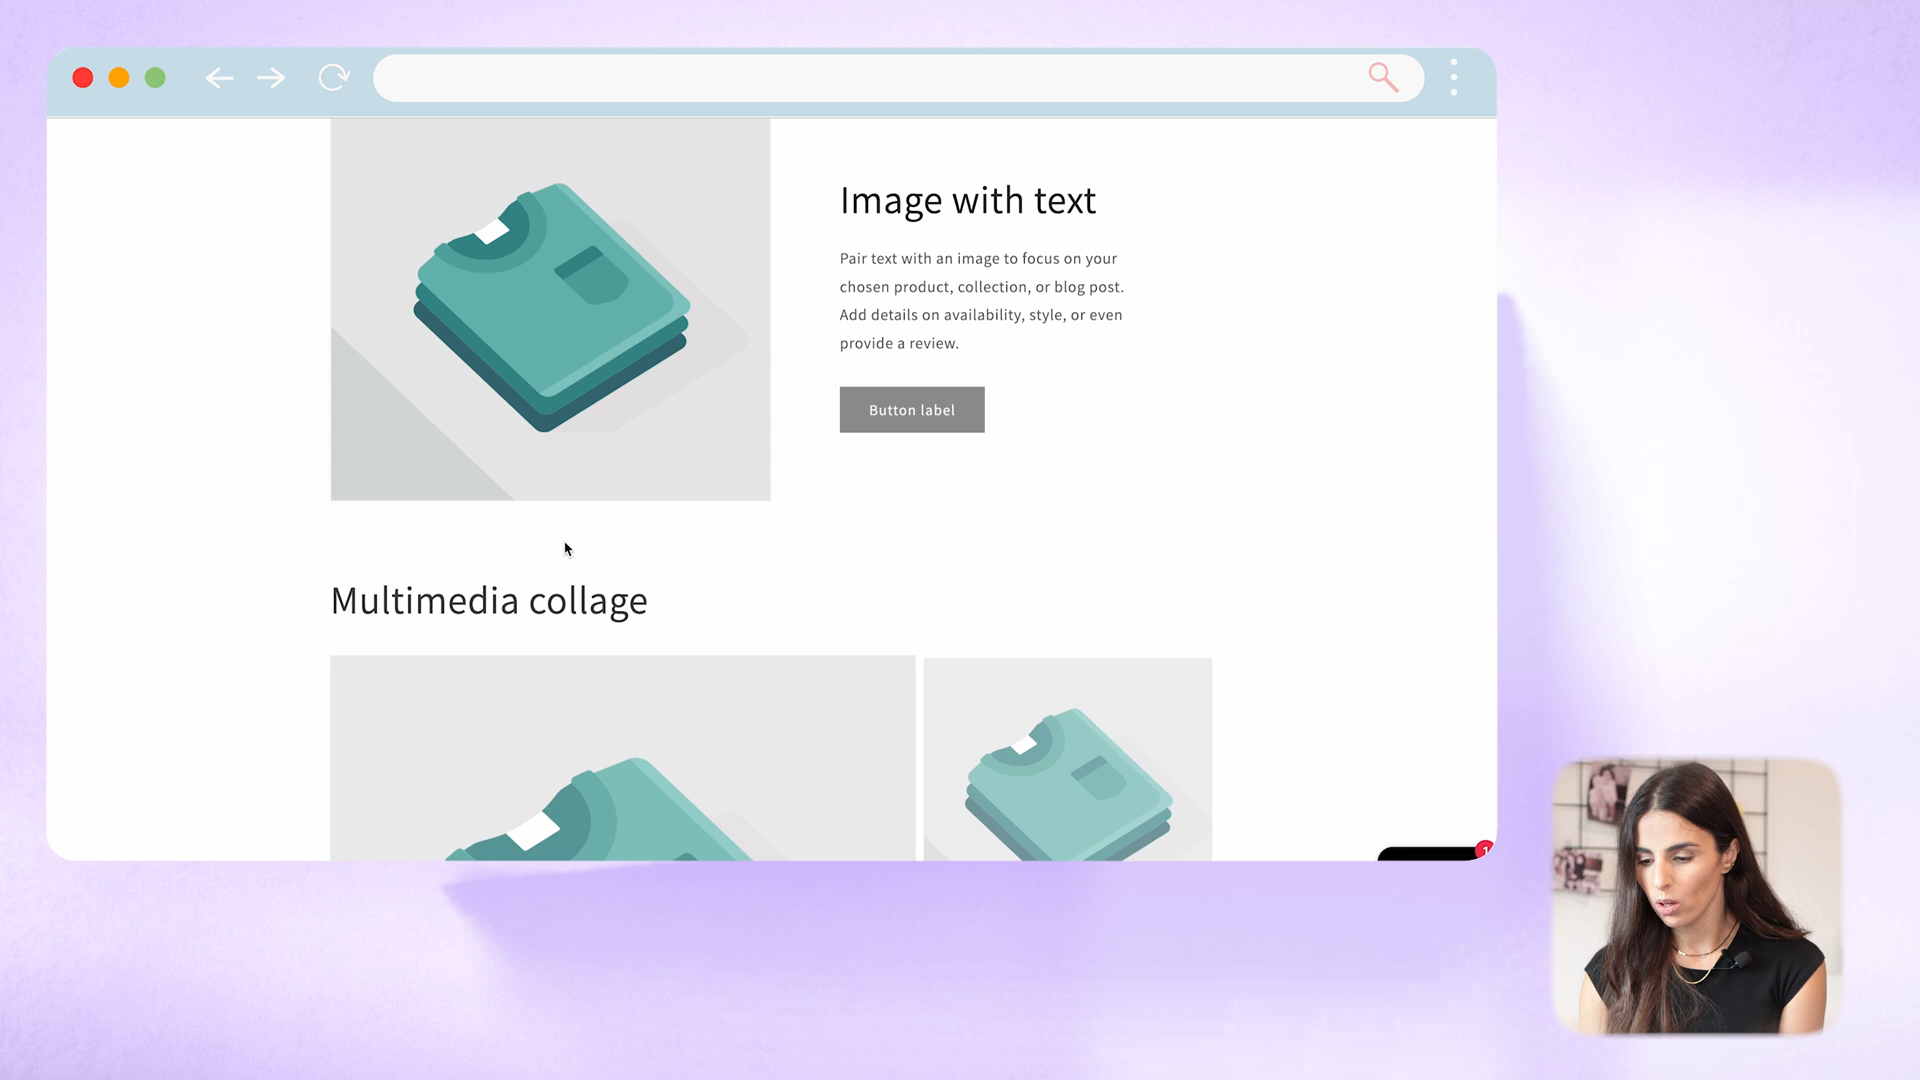 Image with text
Pair text with an image to focus on your
chosen product, collection, or blog post.
Add details on availability, style, or even
provide a review.
Button label
Multimedia collage
1